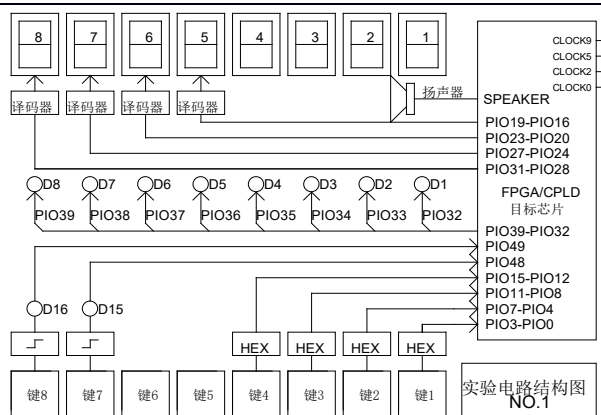 8 7 6 5 4 3 2 1
CLOCK9
CLOCK5
CLOCK2
CLOCK0
译码器 译码器 译码器 译码器
扬声器
SPEAKER
PIO19-PIO16
PIO23-PIO20
PIO27-PIO24
PIO31-PIO28
D8 D7 D6 D5 D4 D3 D2 D1
FPGA/CPLD
目标芯片
PIO39 PIO38 PIO37 PIO36 PIO35 PIO34 PIO33 PIO32
PIO39-PIO32
PIO49
PIO48
PIO15-PIO12
PIO11-PIO8
PIO7-PIO4
PIO3-PIO0
D16 D15
HEX HEX HEX HEX
键8 键7 键6 键5 键4 键3 键2 键1
实验电路结构图
NO.1